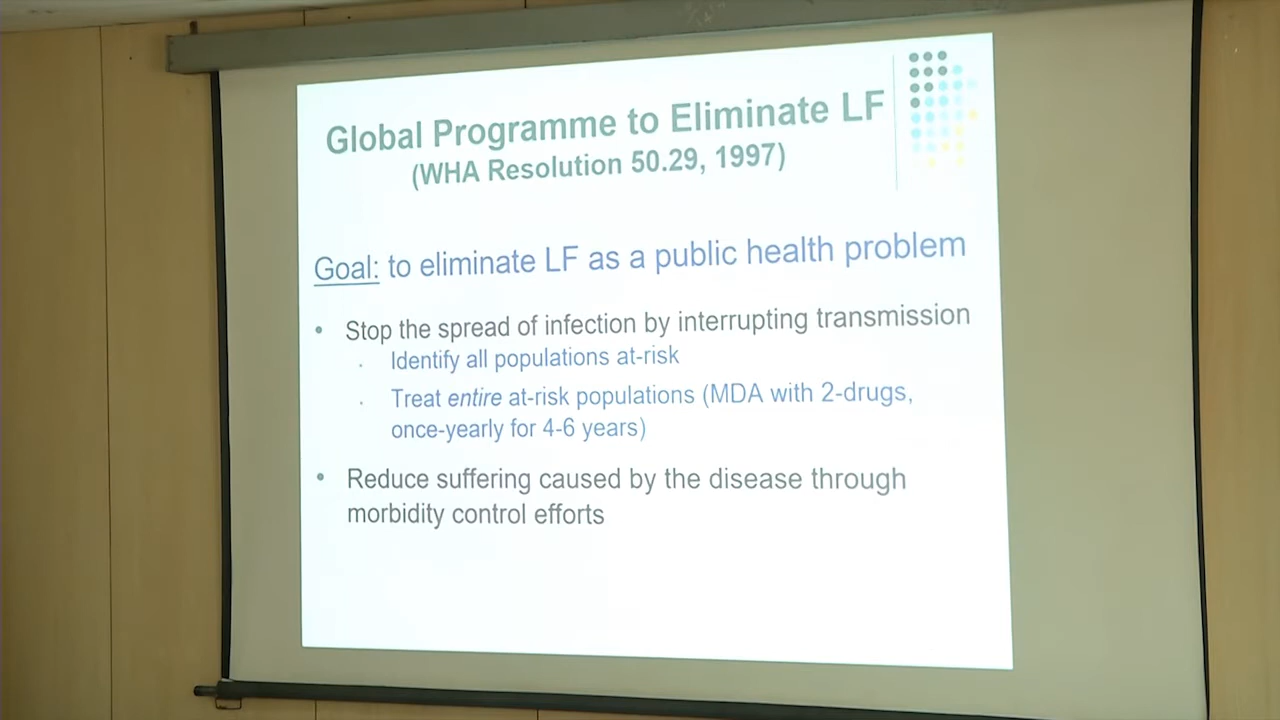 Global Programme to Eliminate LF
(WHA Resolution 50.29, 1997)
Goal: to eliminate LF as a public health problem
• Stop the spread of infection by interrupting transmission
. Identify all populations at-risk
. Treat entire at-risk populations (MDA with 2-drugs,
once-yearly for 4-6 years)
• Reduce suffering caused by the disease through
morbidity control efforts